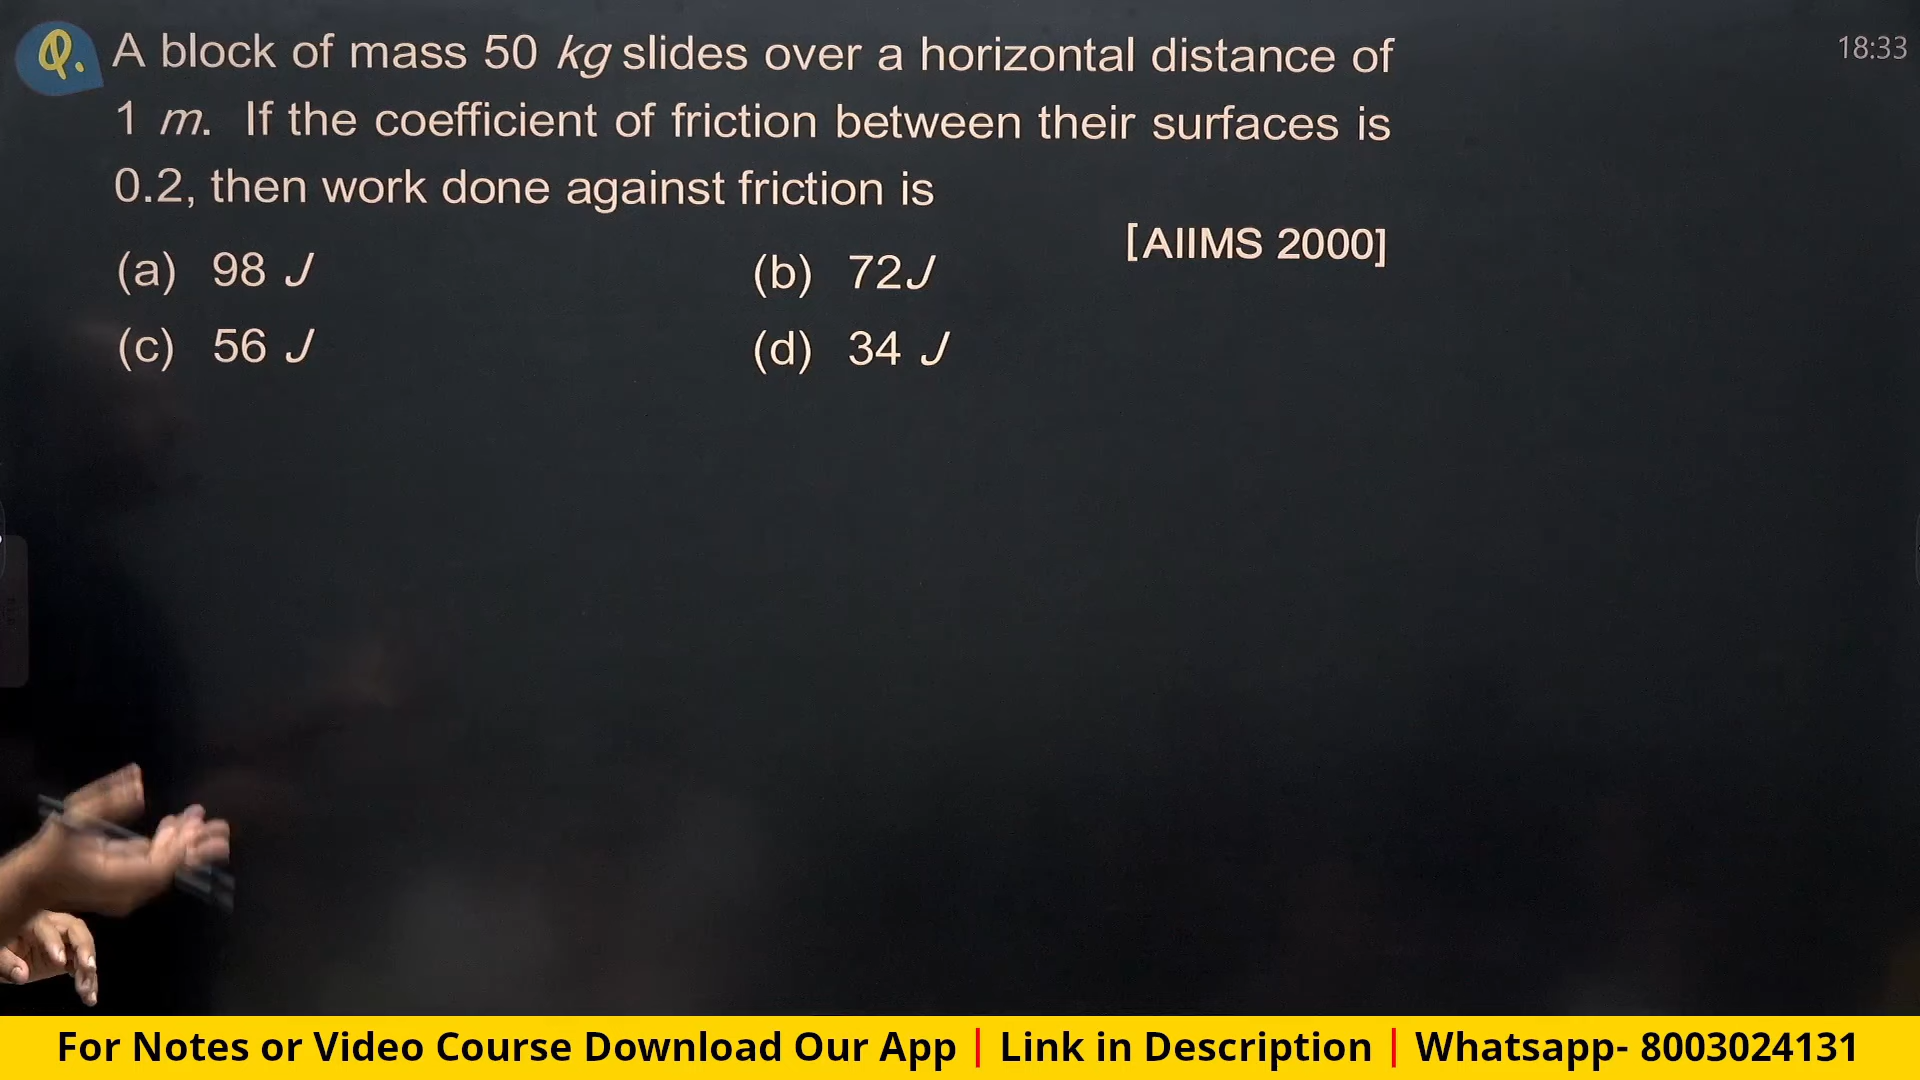 Q. A block of mass 50 kg slides over a horizontal distance of
18:33
1 m. If the coefficient of friction between their surfaces is
0.2, then work done against friction is
[AIIMS 2000]
(a) 98 J (b) 72J
(c) 56 J (d) 34 J
For Notes or Video Course Download Our App | Link in Description | Whatsapp- 8003024131